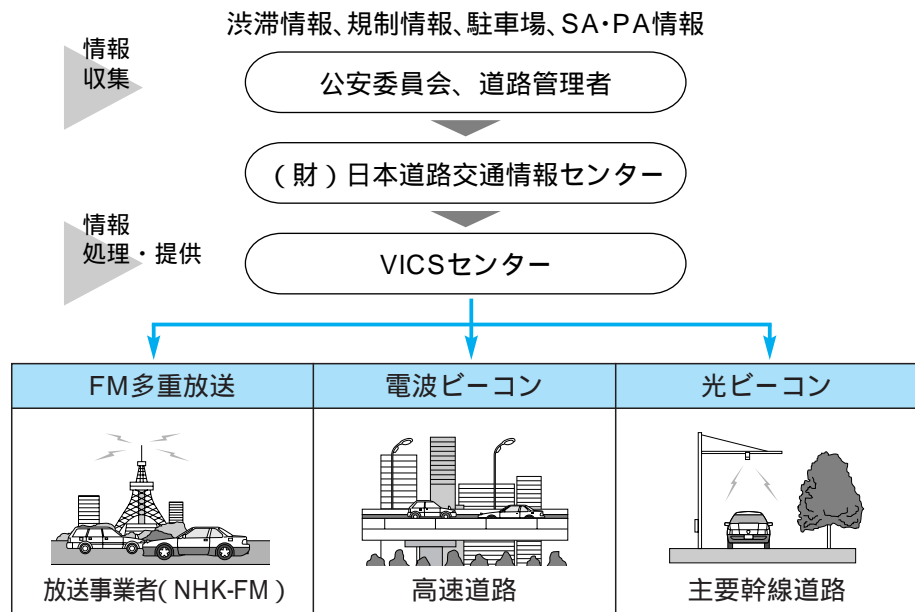 渋滞情報、規制情報、駐車場、SA・PA情報
情報
収集
公安委員会、道路管理者
(財)日本道路交通情報センター
情報
処理・提供
VICSセンター
FM多重放送
電波ビーコン
光ビーコン
放送事業者(NHK-FM)
高速道路
主要幹線道路